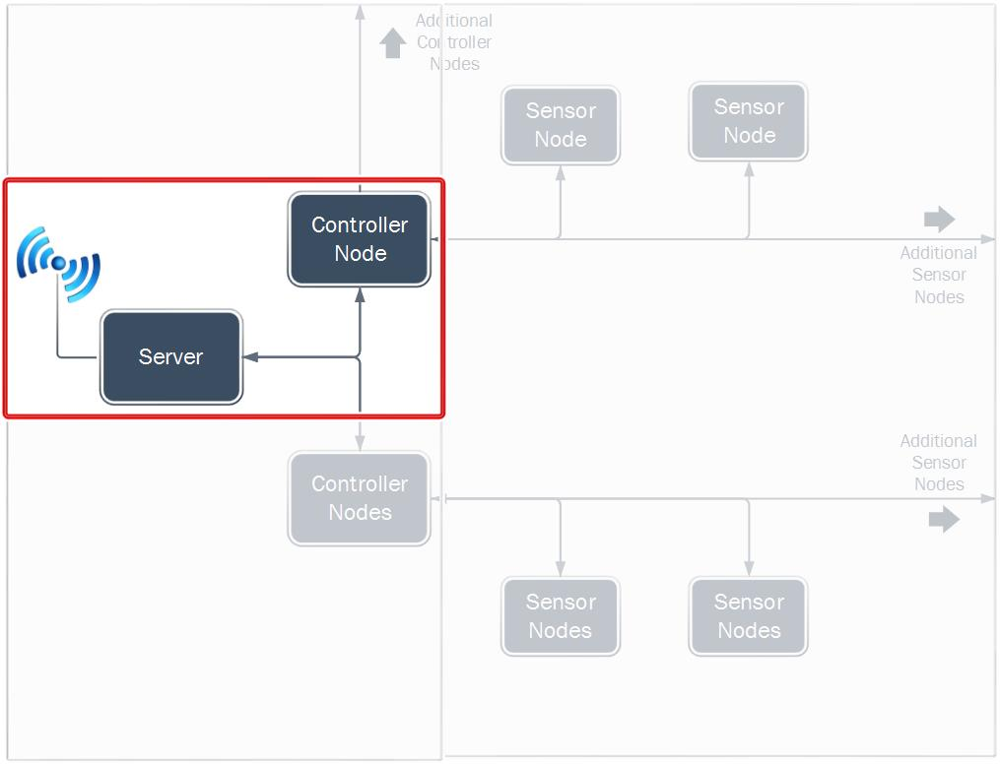 Additional
Controller
Nodes
Sensor
Node
Sensor
Node
Controller
Node
Additional
Sensor
Nodes
Server
Additional
Sensor
Nodes
Controller
Nodes
Sensor
Nodes
Sensor
Nodes